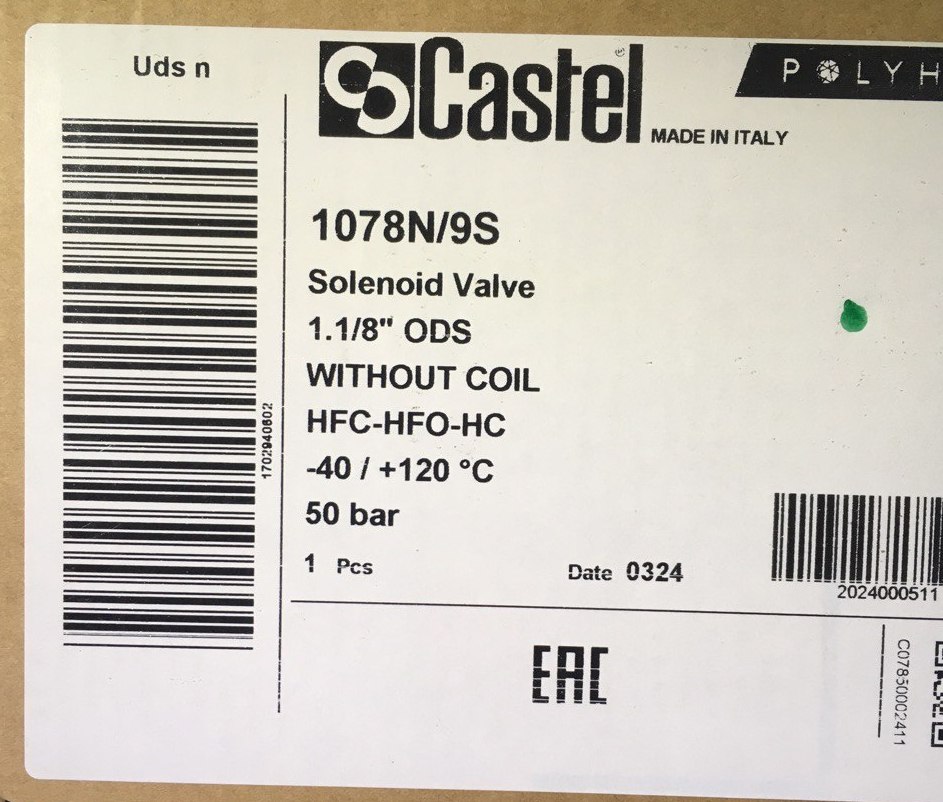 Uds n
Castel
MADE IN ITALY
POLYH
1078N/9S
Solenoid Valve
1.1/8" ODS
WITHOUT COIL
HFC-HFO-HC
-40 / +120 °C
50 bar
1 Pcs
Date 0324
1702940602
2024000511
EAC
C07850002411